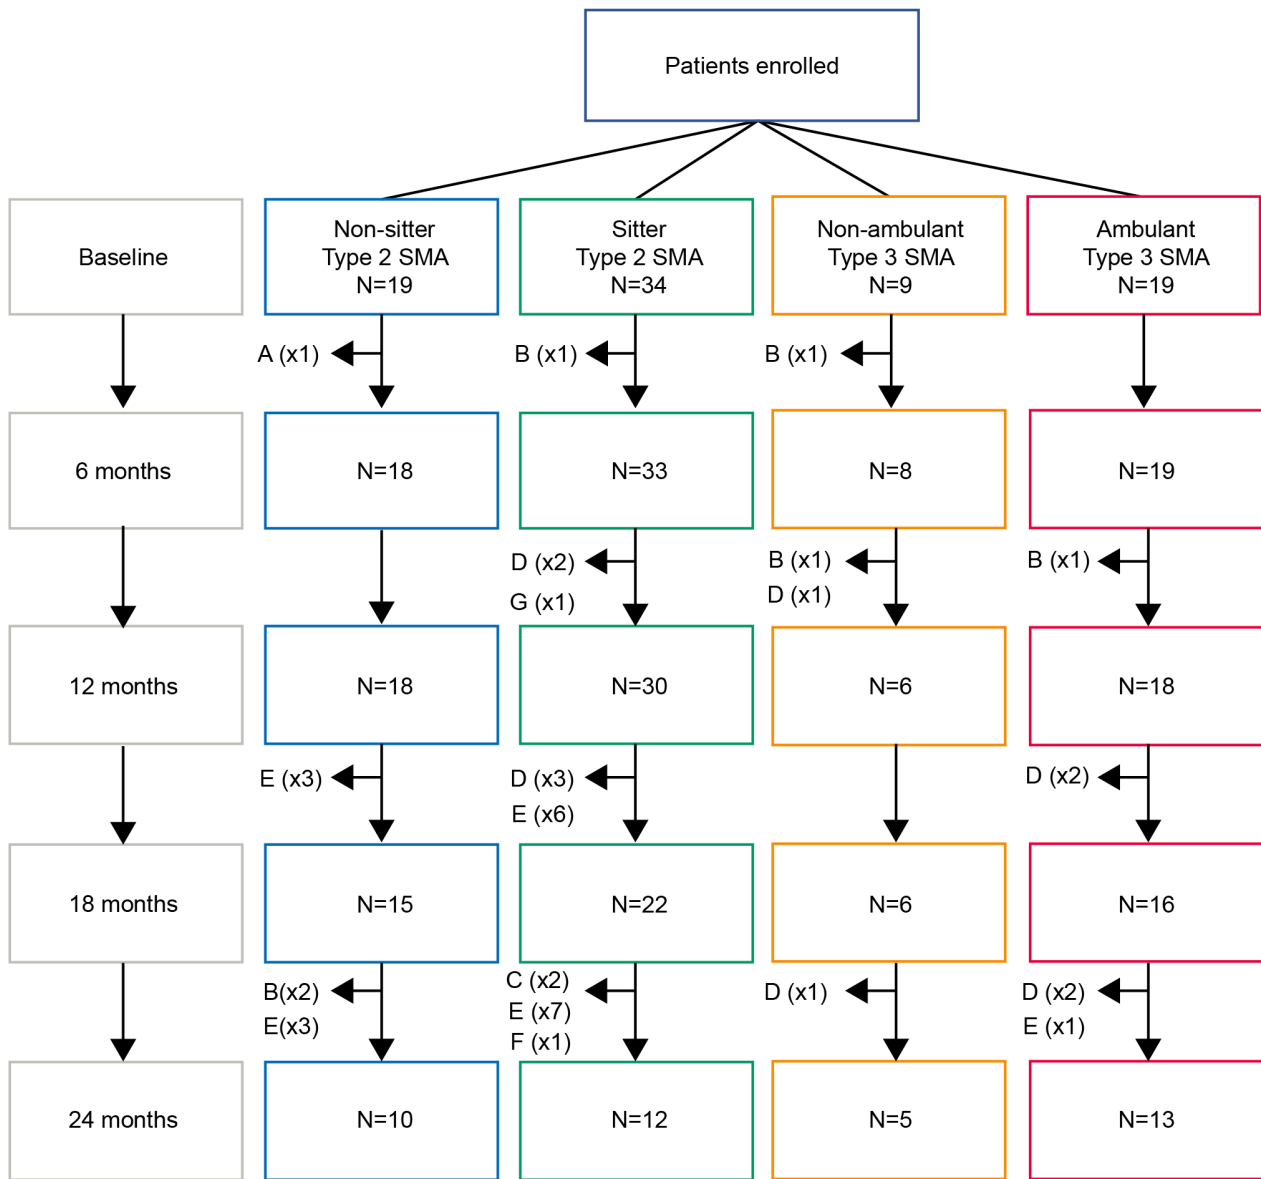 Patients enrolled
Baseline
Non-sitter
Type 2 SMA
N=19
Sitter
Type 2 SMA
N=34
Non-ambulant
Type 3 SMA
N=9
Ambulant
Type 3 SMA
N=19
A (x1)
B (x1)
B (x1)
6 months
N=18
N=33
N=8
N=19
D (x2)
G (x1)
B (x1)
D (x1)
B (x1)
12 months
N=18
N=30
N=6
N=18
E (x3)
D (x3)
E (x6)
D (x2)
18 months
N=15
N=22
N=6
N=16
B(x2)
E(x3)
C (x2)
E (x7)
F (x1)
D (x1)
D (x2)
E (x1)
24 months
N=10
N=12
N=5
N=13